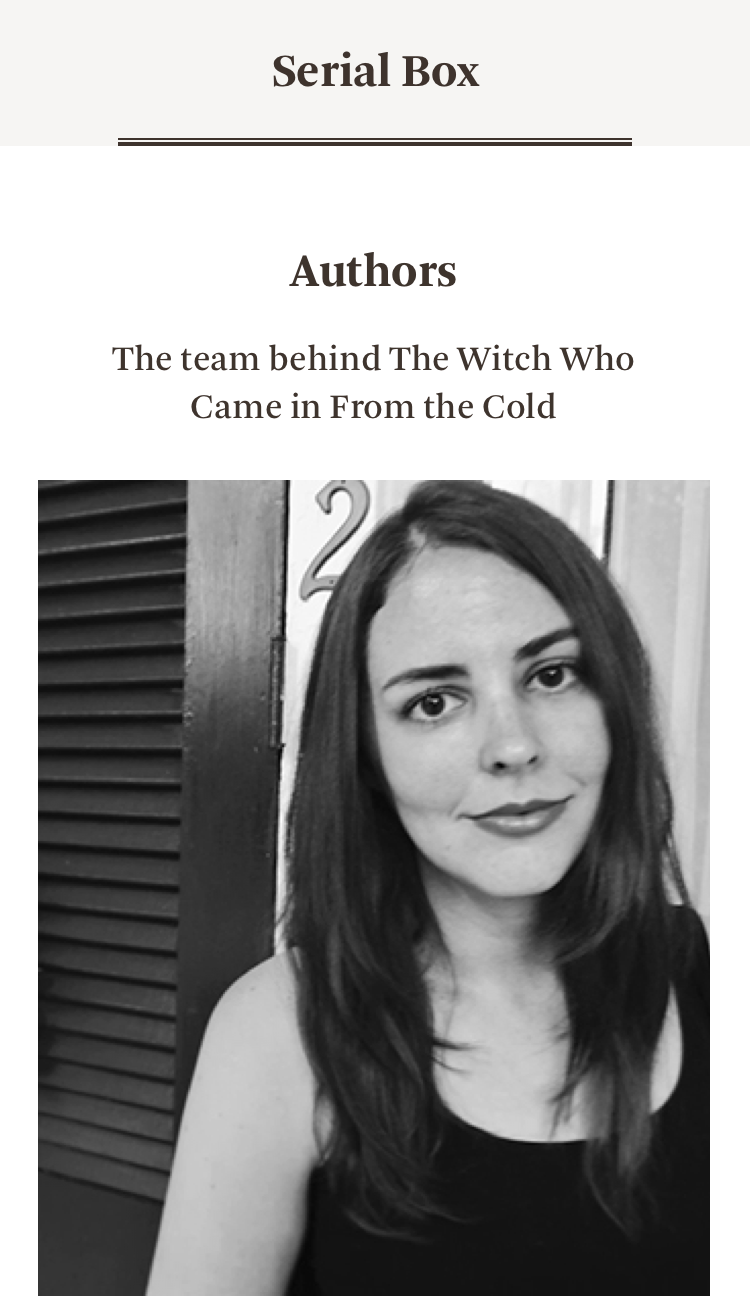 Serial Box
Authors
The team behind The Witch Who
Came in From the Cold
2